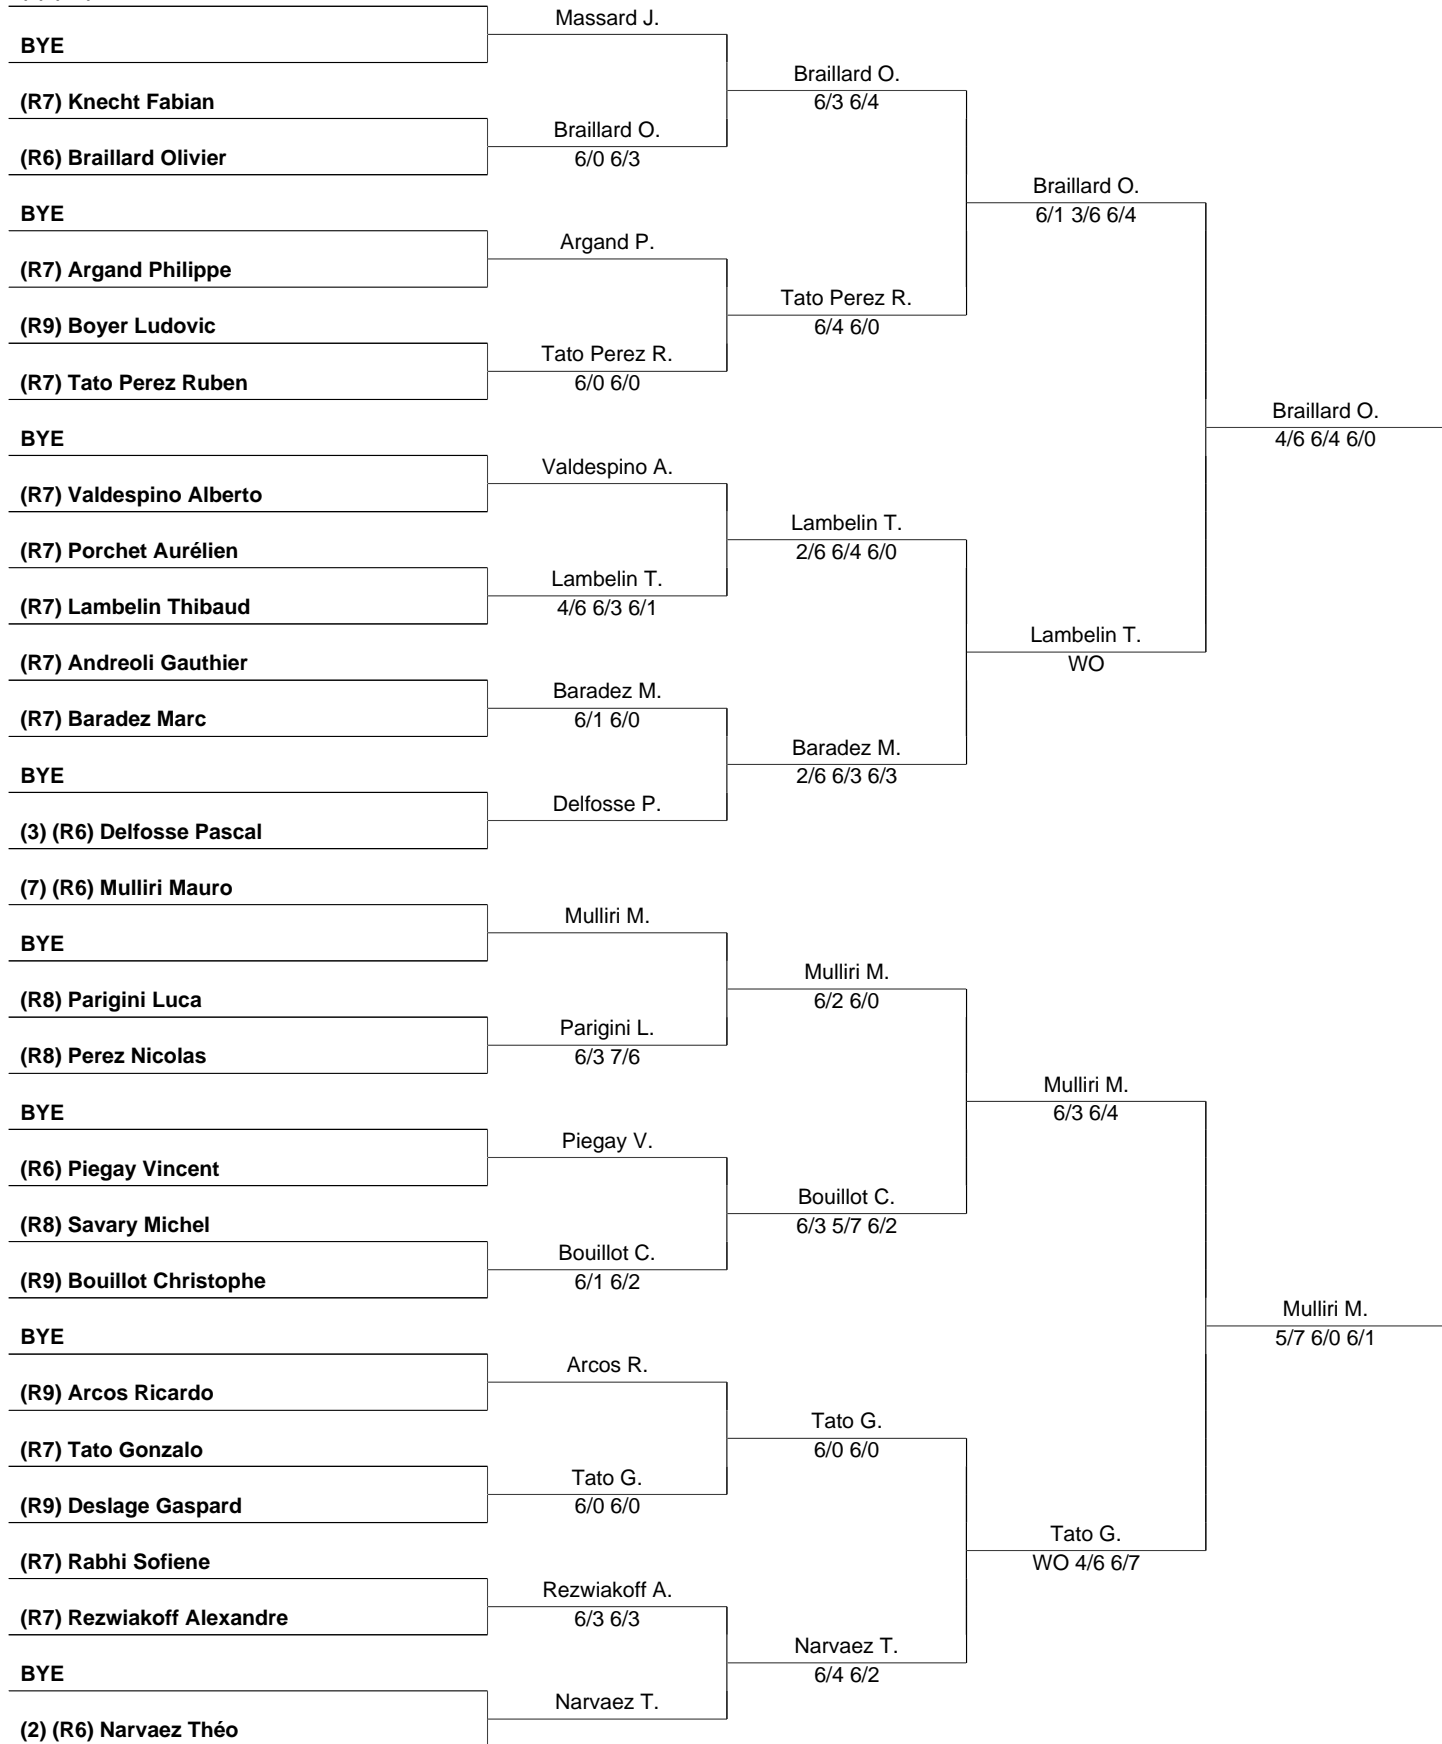 BYE
(R7) Knecht Fabian
(R6) Braillard Olivier
BYE
(R7) Argand Philippe
(R9) Boyer Ludovic
(R7) Tato Perez Ruben
BYE
(R7) Valdespino Alberto
(R7) Porchet Aurélien
(R7) Lambelin Thibaud
(R7) Andreoli Gauthier
(R7) Baradez Marc
BYE
(3) (R6) Delfosse Pascal
(7) (R6) Mulliri Mauro
BYE
(R8) Parigini Luca
(R8) Perez Nicolas
BYE
(R6) Piegay Vincent
(R8) Savary Michel
(R9) Bouillot Christophe
BYE
(R9) Arcos Ricardo
(R7) Tato Gonzalo
(R9) Deslage Gaspard
(R7) Rabhi Sofiene
(R7) Rezwiakoff Alexandre
BYE
(2) (R6) Narvaez Théo
Massard J.
Braillard O.
6/0 6/3
Argand P.
Tato Perez R.
6/0 6/0
Valdespino A.
Lambelin T.
4/6 6/3 6/1
Baradez M.
6/1 6/0
Delfosse P.
Mulliri M.
Parigini L.
6/3 7/6
Piegay V.
Bouillot C.
6/1 6/2
Arcos R.
Tato G.
6/0 6/0
Rezwiakoff A.
6/3 6/3
Narvaez T.
Braillard O.
6/3 6/4
Tato Perez R.
6/4 6/0
Lambelin T.
2/6 6/4 6/0
Baradez M.
2/6 6/3 6/3
Mulliri M.
6/2 6/0
Bouillot C.
6/3 5/7 6/2
Tato G.
6/0 6/0
Narvaez T.
6/4 6/2
Braillard O.
6/1 3/6 6/4
Lambelin T.
WO
Mulliri M.
6/3 6/4
Tato G.
WO 4/6 6/7
Braillard O.
4/6 6/4 6/0
Mulliri M.
5/7 6/0 6/1